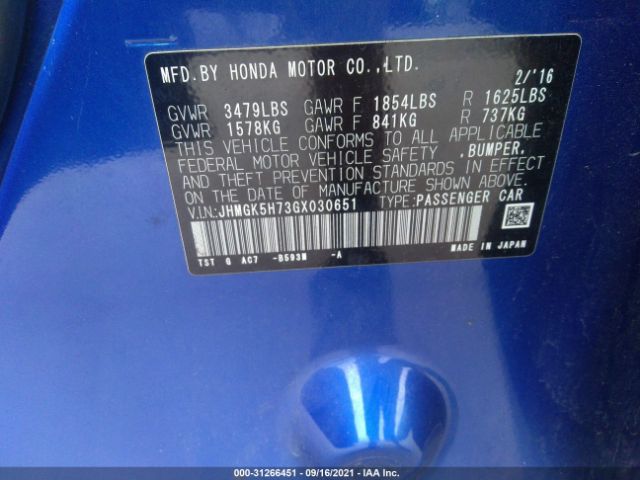 MFD.BY HONDA MOTOR CO.,LTD. 2/'16
GVWR 3479LBS GAWR F 1854LBS R 1625LBS
GVWR 1578KG GAWR F 841KG R 737KG
THIS VEHICLE CONFORMS TO ALL APPLICABLE
FEDERAL MOTOR VEHICLE SAFETY ,BUMPER,
AND THEFT PREVENTION STANDARDS IN EFFECT
ON THE DATE OF MANUFACTURE SHOWN ABOVE.
V.I.N:JHMGK5H73GX030651 TYPE:PASSENGER CAR
TST G AC7 -B593M -A MADE IN JAPAN
000-31266451 - 09/16/2021 - IAA Inc.